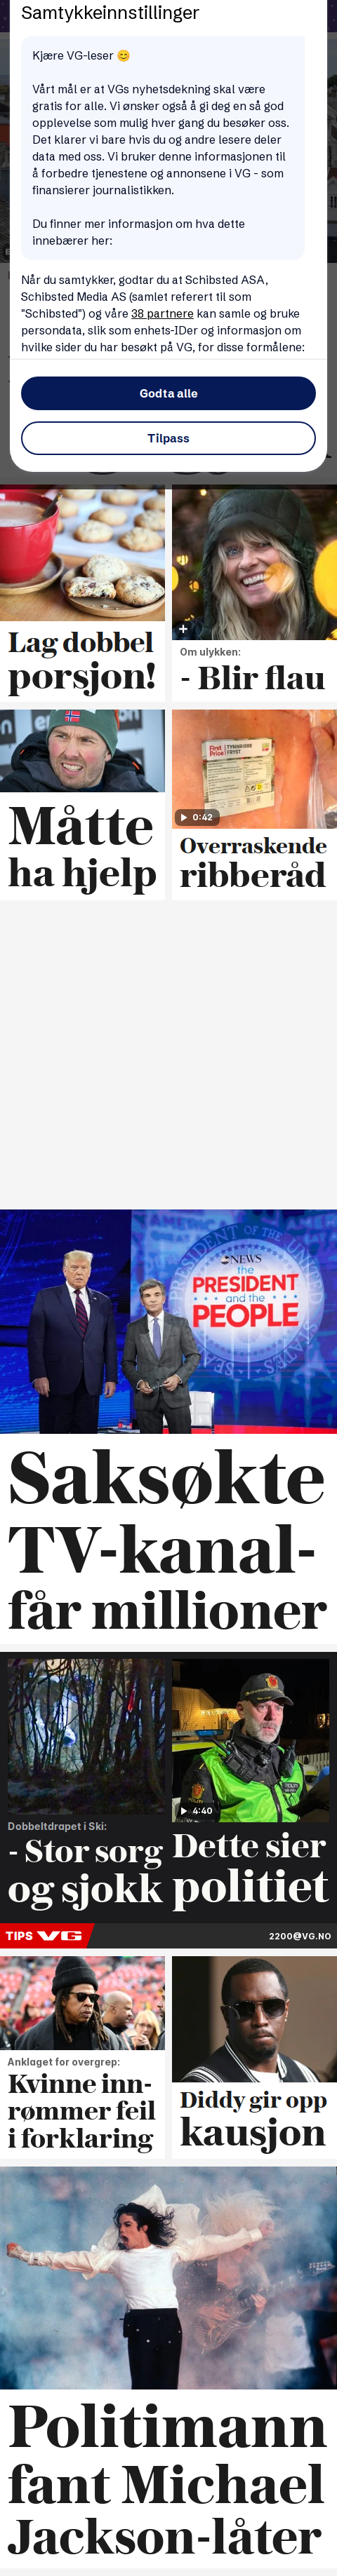 Samtykkeinnstillinger
Kjære VG-leser 😊
Vårt mål er at VGs nyhetsdekning skal være
gratis for alle. Vi ønsker også å gi deg en så god
opplevelse som mulig hver gang du besøker oss.
Det klarer vi bare hvis du og andre lesere deler
data med oss. Vi bruker denne informasjonen til
å forbedre tjenestene og annonsene i VG - som
finansierer journalistikken.
Du finner mer informasjon om hva dette
innebærer her:
Når du samtykker, godtar du at Schibsted ASA,
Schibsted Media AS (samlet referert til som
"Schibsted") og våre 38 partnere kan samle og bruke
persondata, slik som enhets-IDer og informasjon om
hvilke sider du har besøkt på VG, for disse formålene:
Godta alle
Tilpass
Lag dobbel
porsjon!
Om ulykken:
- Blir flau
Måtte
ha hjelp
First
Price
TYNNRIBBE
FRYST
0:42
Overraskende
ribberåd
NEWS
the
PRESIDENT
and the
PEOPLE
Saksøkte
TV-kanal-
får millioner
Dobbeltdrapet i Ski:
- Stor sorg
og sjokk
4:40
Dette sier
politiet
TIPS VG
2200@VG.NO
Anklaget for overgrep:
Kvinne inn-
rømmer feil
i forklaring
Diddy gir opp
kausjon
Politimann
fant Michael
Jackson-låter